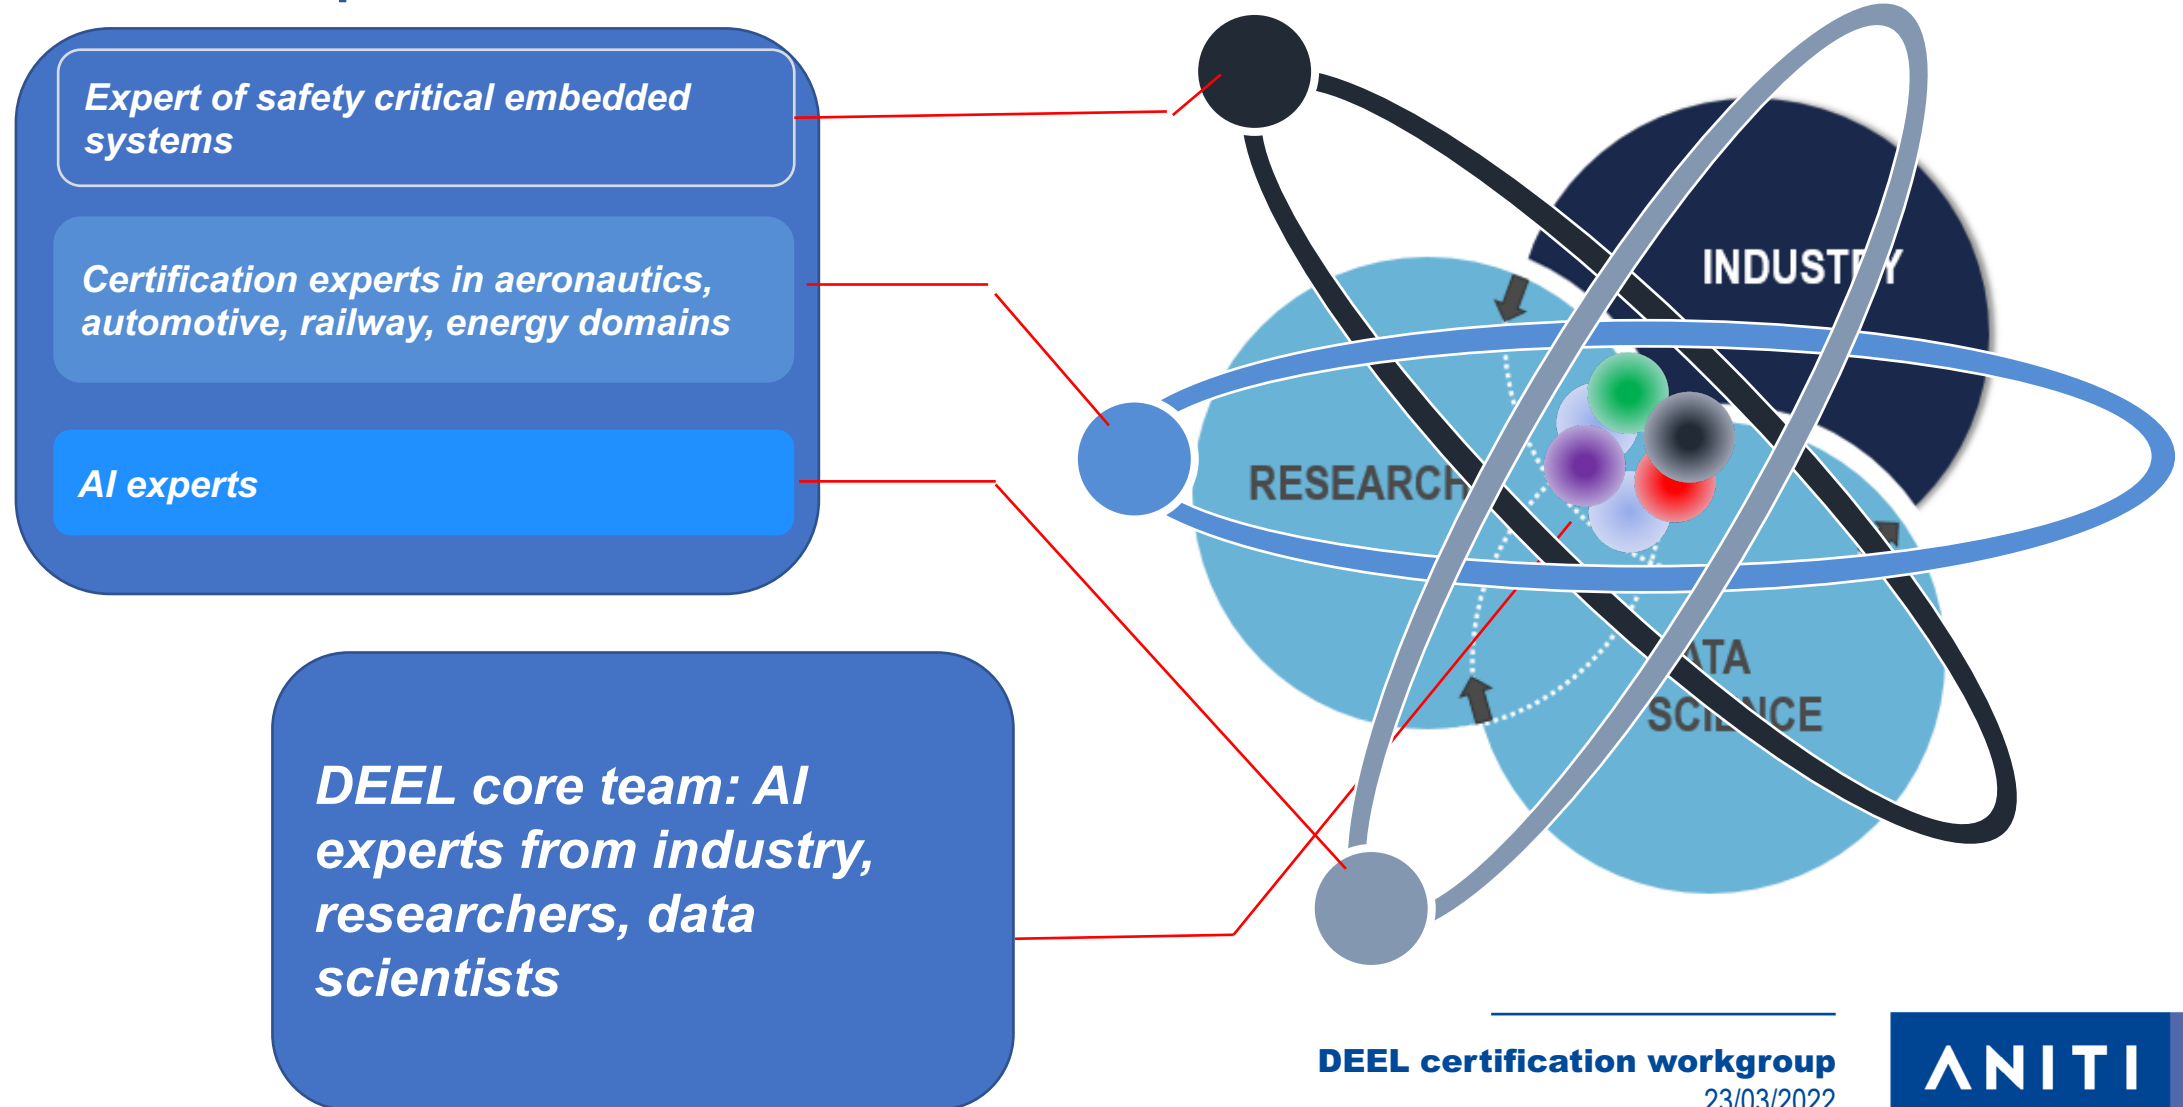 Expert of safety critical embedded
systems
Certification experts in aeronautics,
automotive, railway, energy domains
AI experts
DEEL core team: AI
experts from industry,
researchers, data
scientists
INDUSTRY
RESEARCH
DATA
SCIENCE
DEEL certification workgroup
23/03/2022
ANITI